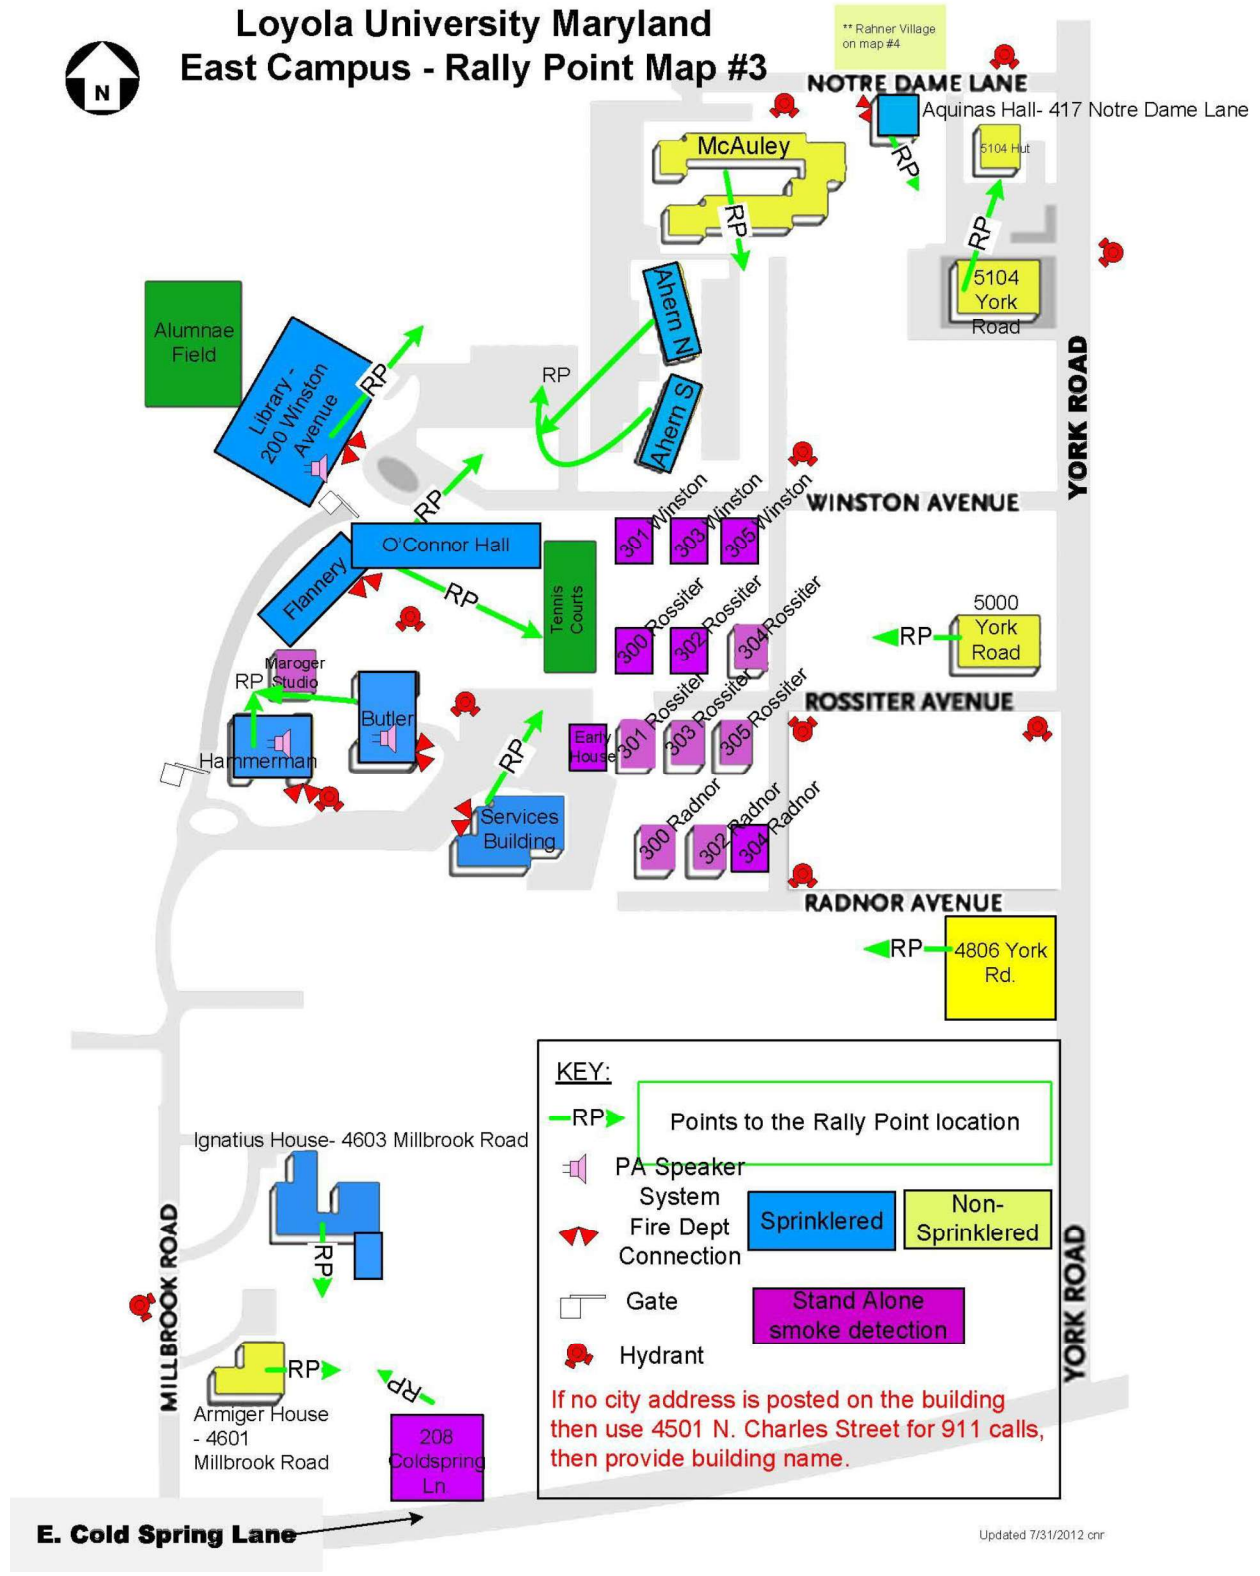 Loyola University Maryland
East Campus - Rally Point Map #3
N
** Rahner Village
on map #4
NOTRE DAME LANE
Aquinas Hall- 417 Notre Dame Lane
McAuley
RP
RP
5104 Hut
RP
5104
York
Road
Ahern N
Ahern S
RP
Alumnae
Field
Library -
200 Winston
Avenue
RP
YORK ROAD
WINSTON AVENUE
RP
O'Connor Hall
Flannery
RP
Tennis
Courts
301 Winston
303 Winston
305 Winston
300 Rossiter
302 Rossiter
304 Rossiter
5000
York
Road
RP
Maroger
Studio
RP
Butler
Hammerman
ROSSITER AVENUE
RP
Early
House
301 Rossiter
303 Rossiter
305 Rossiter
Services
Building
300 Radnor
302 Radnor
304 Radnor
RADNOR AVENUE
RP
4806 York
Rd.
KEY:
RP
Points to the Rally Point location
PA Speaker
System
Fire Dept
Connection
Gate
Hydrant
Sprinklered
Non-
Sprinklered
Stand Alone
smoke detection
If no city address is posted on the building
then use 4501 N. Charles Street for 911 calls,
then provide building name.
Ignatius House- 4603 Millbrook Road
RP
MILLBROOK ROAD
YORK ROAD
RP
Armiger House
- 4601
Millbrook Road
RP
208
Coldspring
Ln
E. Cold Spring Lane
Updated 7/31/2012 cnr